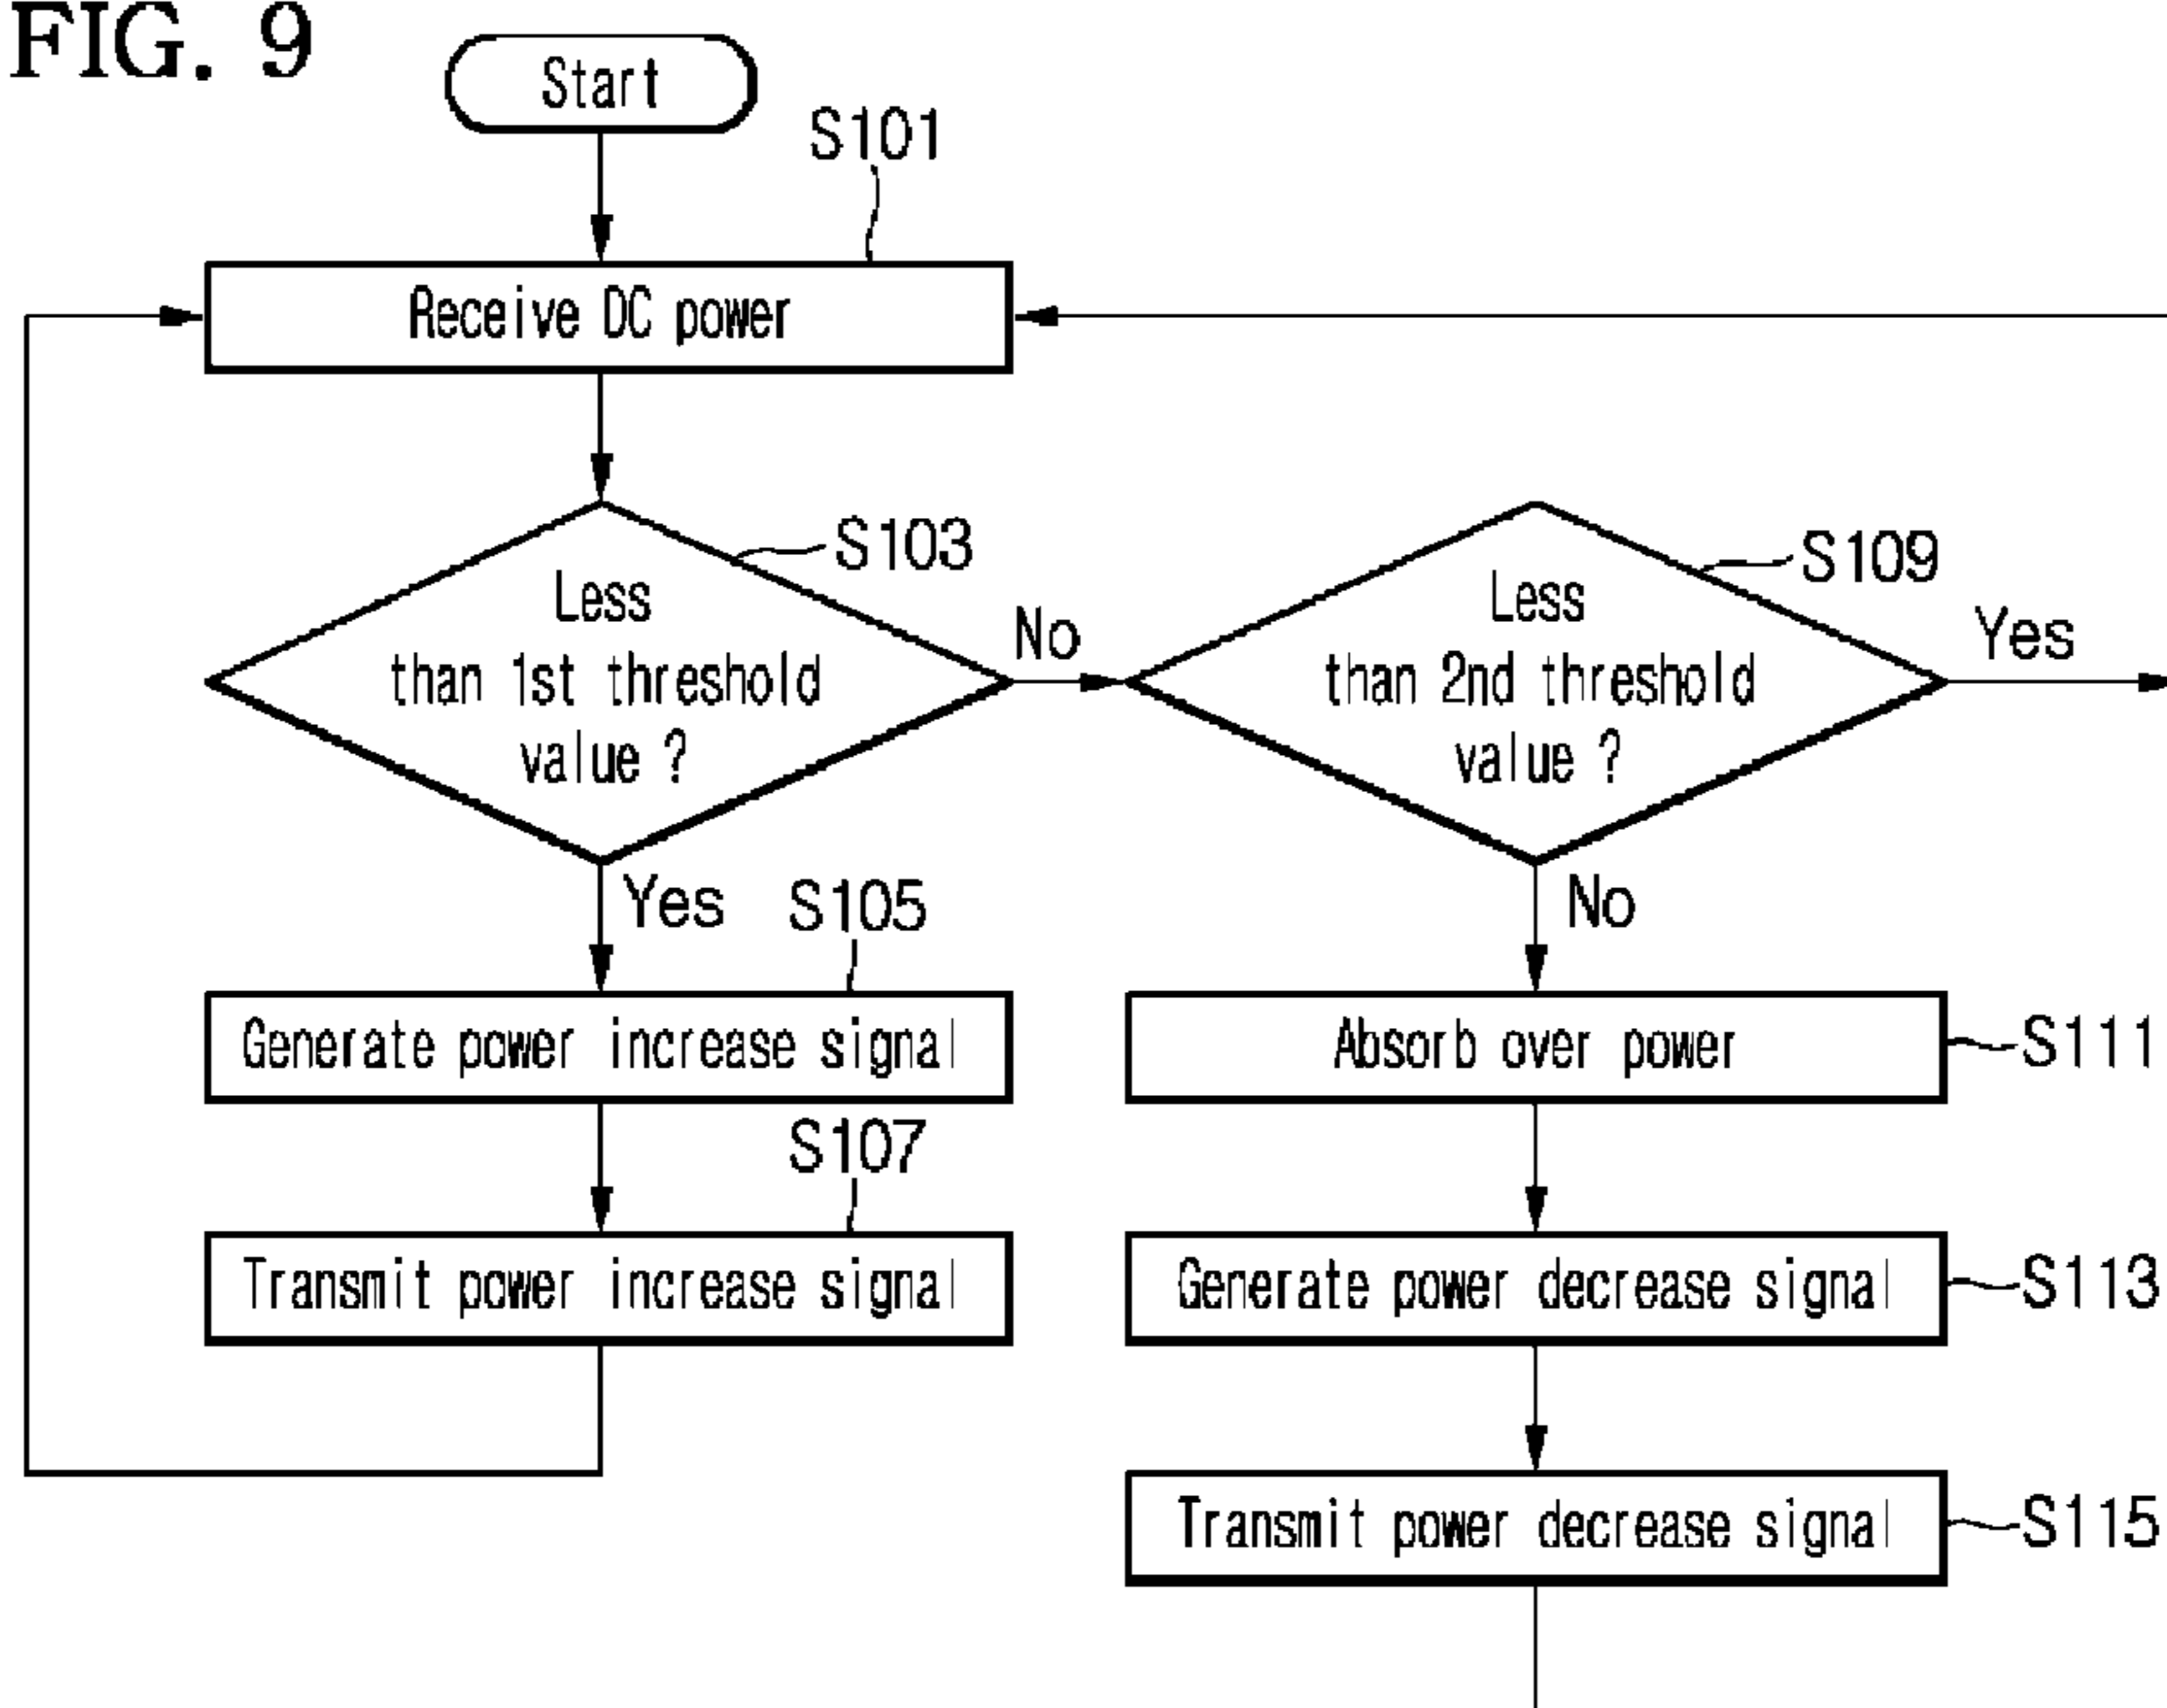 FIG. 9
Start
S101
Receive DC power
S103
Less
than 1st threshold
value ?
No
S109
Less
than 2nd threshold
value ?
Yes
Yes
S105
Generate power increase signal
S107
Transmit power increase signal
No
Absorb over power
S111
Generate power decrease signal
S113
Transmit power decrease signal
S115